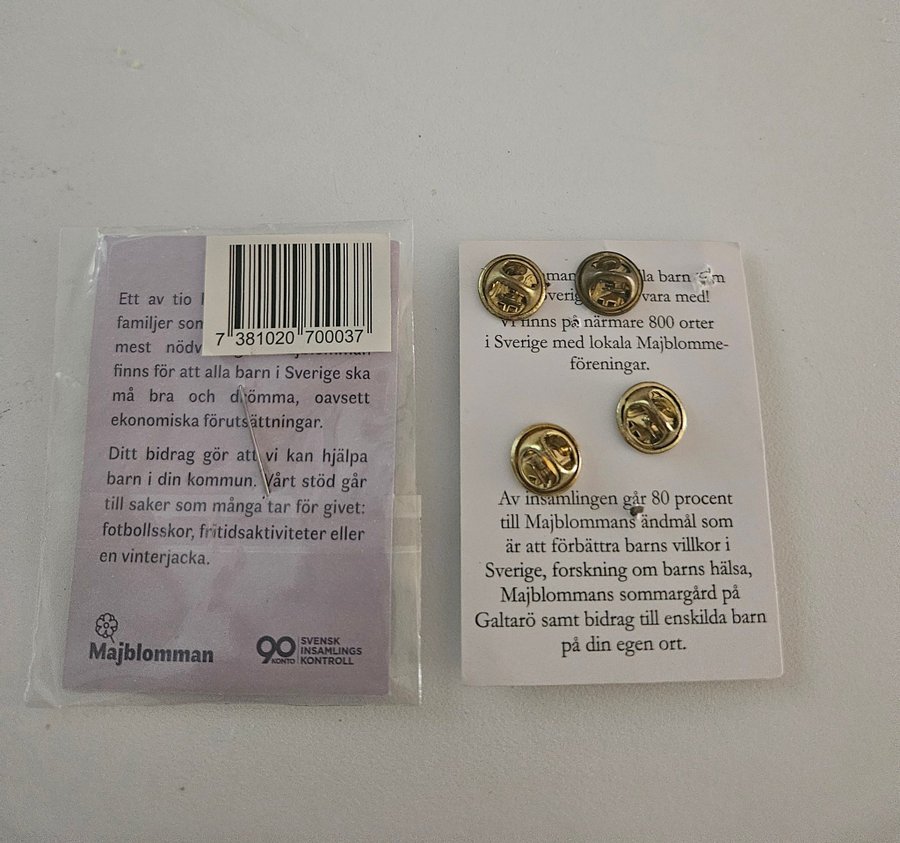 Ett av tio
familjer som
mest nödv
finns för att alla barn i Sverige ska
må bra och drömma, oavsett
ekonomiska förutsättningar.
Ditt bidrag gör att vi kan hjälpa
barn i din kommun. Vårt stöd går
till saker som många tar för givet:
fotbollsskor, fritidsaktiviteter eller
en vinterjacka.
Majblomman
90
KONTO
SVENSK
INSAMLINGS
KONTROLL
7 381020 700037
la barn som
vara med!
Vi finns på närmare 800 orter
i Sverige med lokala Majblomme-
föreningar.
Av insamlingen går 80 procent
till Majblommans ändmål som
är att förbättra barns villkor i
Sverige, forskning om barns hälsa,
Majblommans sommargård på
Galtarö samt bidrag till enskilda barn
på din egen ort.